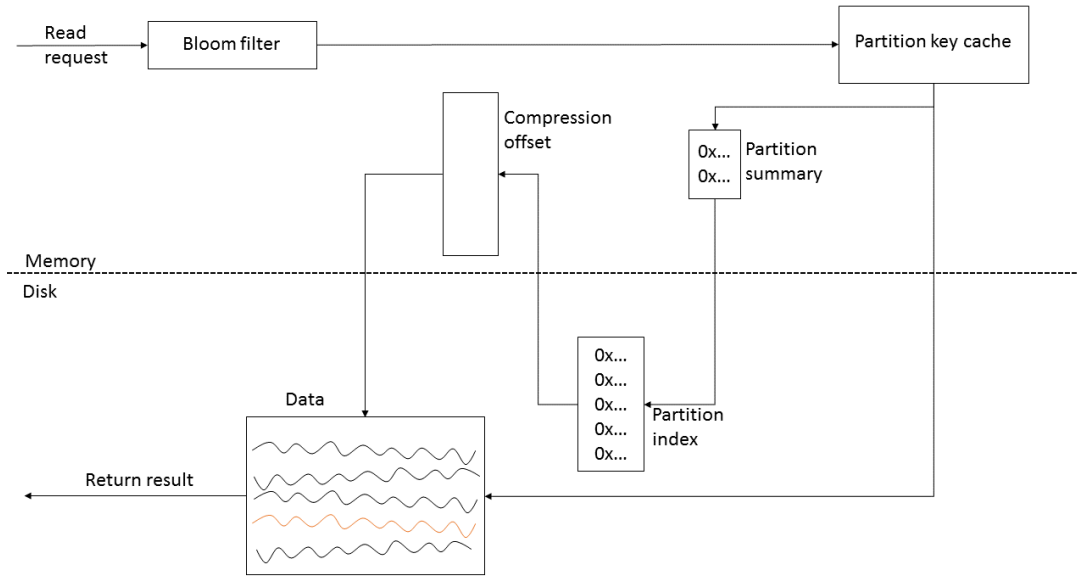 Read
request
Bloom filter
Partition key cache
Compression
offset
0x...
0x...
Partition
summary
Memory
Disk
0x...
0x...
0x...
0x...
0x...
Partition
index
Data
Return result